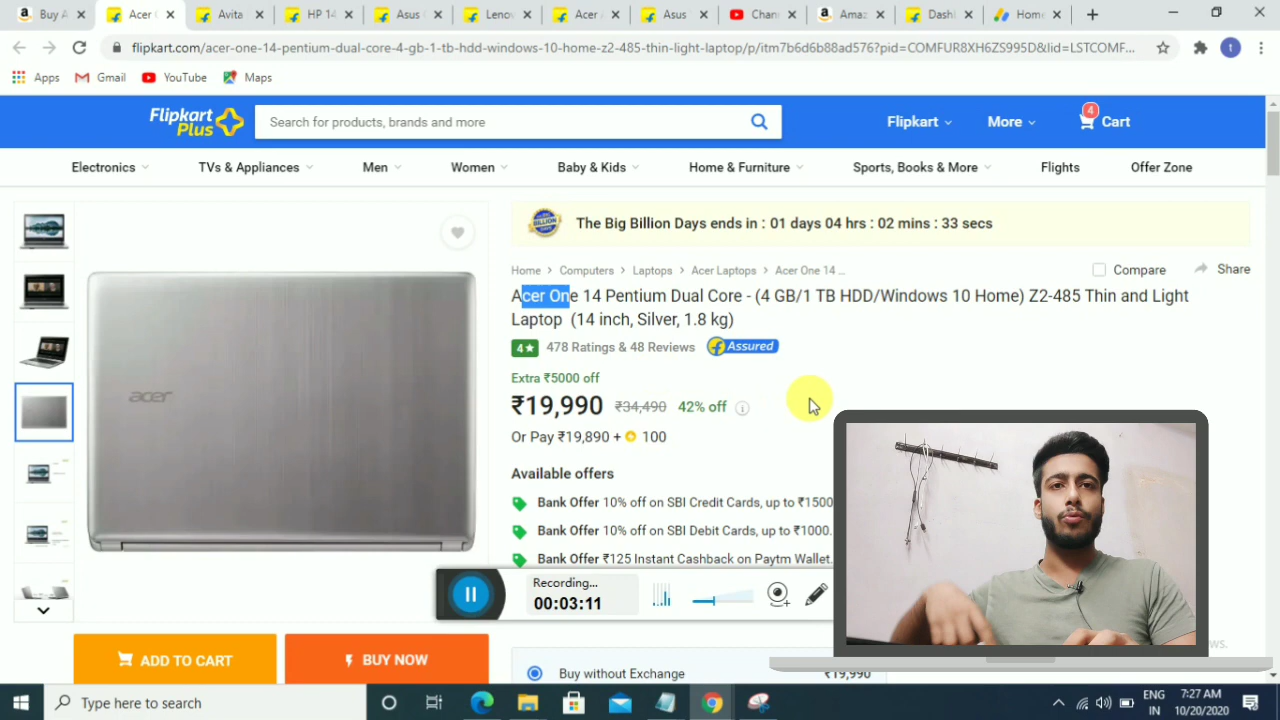 Buy A
Acer
Avita
HP 14
Asus
Leno
Acer
Asus
Chan
Amaz
Dash
Home
flipkart.com/acer-one-14-pentium-dual-core-4-gb-1-tb-hdd-windows-10-home-z2-485-thin-light-laptop/p/itm7b6d6b88ad576?pid=COMFUR8XH6ZS995D&lid=LSTCOMF...
t
Apps Gmail YouTube Maps
Flipkart
Plus
Search for products, brands and more
Flipkart More 4 Cart
Electronics TVs & Appliances Men Women Baby & Kids Home & Furniture Sports, Books & More Flights Offer Zone
The Big Billion Days ends in : 01 days 04 hrs : 02 mins : 33 secs
Home > Computers > Laptops > Acer Laptops > Acer One 14 ...
Compare Share
Acer One 14 Pentium Dual Core - (4 GB/1 TB HDD/Windows 10 Home) Z2-485 Thin and Light
Laptop (14 inch, Silver, 1.8 kg)
4★ 478 Ratings & 48 Reviews Assured
Extra ₹5000 off
₹19,990 ₹34,490 42% off
Or Pay ₹19,890 + 100
Available offers
Bank Offer 10% off on SBI Credit Cards, up to ₹1500
Bank Offer 10% off on SBI Debit Cards, up to ₹1000.
Bank Offer ₹125 Instant Cashback on Paytm Wallet.
acer
Recording...
00:03:11
ADD TO CART
BUY NOW
Buy without Exchange ₹19,990
Type here to search
ENG
IN
7:27 AM
10/20/2020